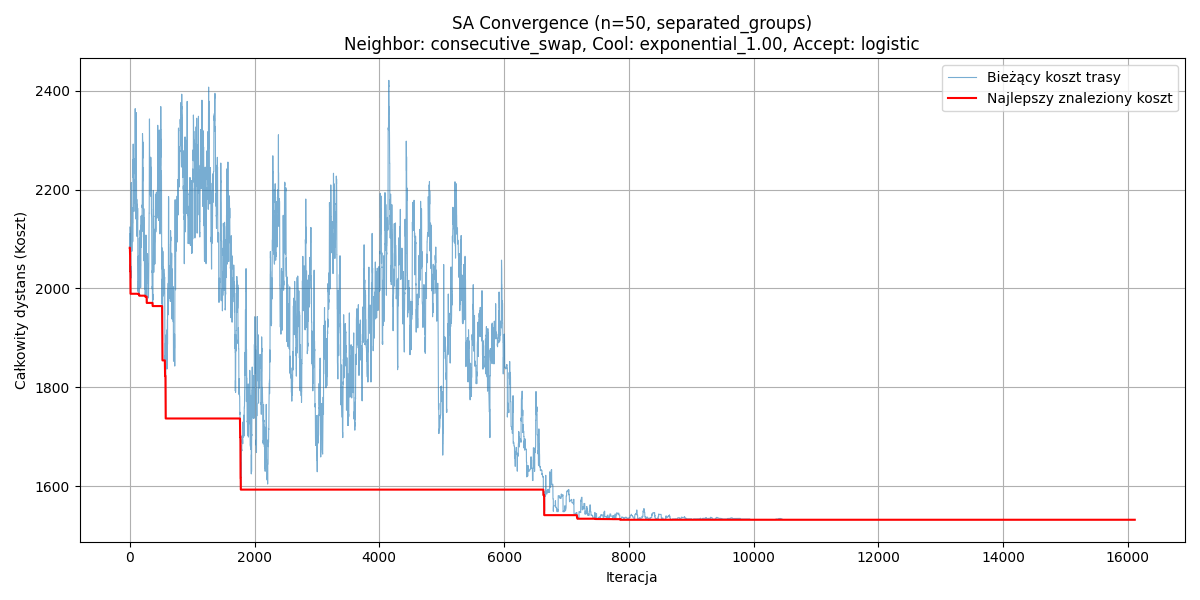 SA Convergence (n=50, separated_groups)
Neighbor: consecutive_swap, Cool: exponential_1.00, Accept: logistic
Bieżący koszt trasy
Najlepszy znaleziony koszt
Całkowity dystans (Koszt)
2400
2200
2000
1800
1600
0 2000 4000 6000 8000 10000 12000 14000 16000
Iteracja